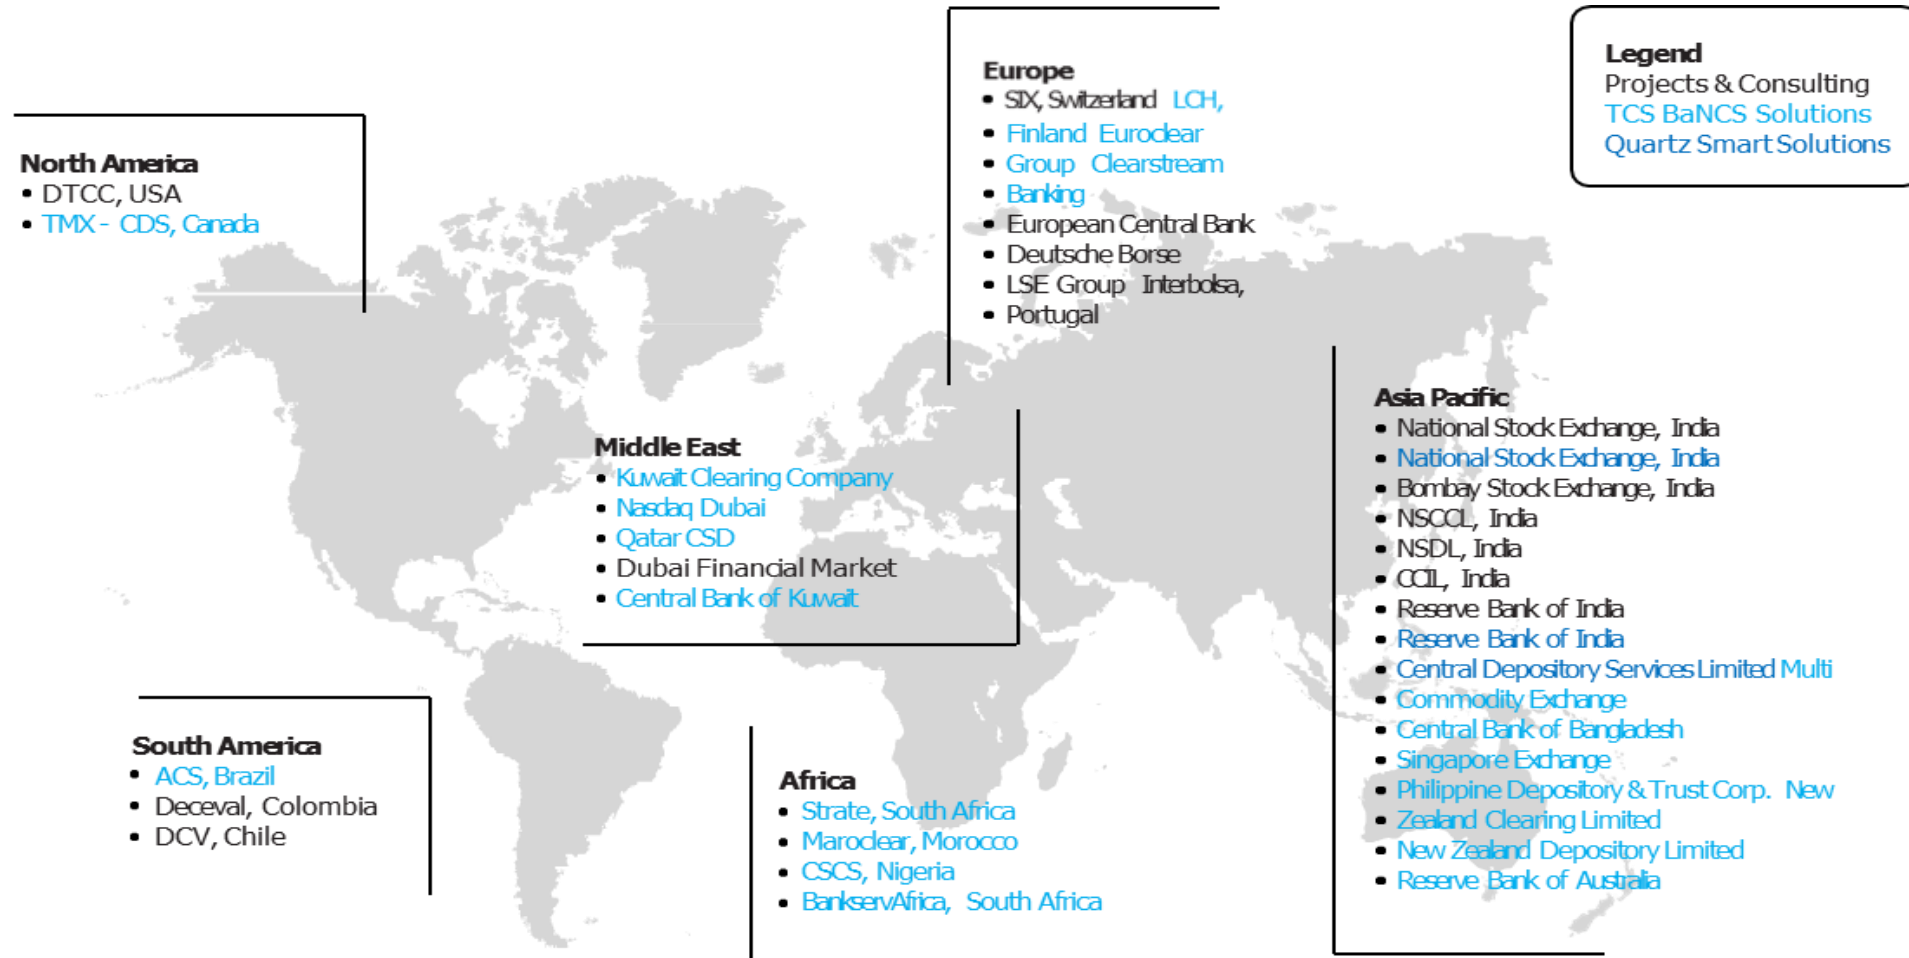 North America
• DTCC, USA
• TMX - CDS, Canada
Europe
• SIX, Switzerland LCH,
• Finland Euroclear
• Group Clearstream
• Banking
• European Central Bank
• Deutsche Borse
• LSE Group Interbolsa,
• Portugal
Legend
Projects & Consulting
TCS BaNCS Solutions
Quartz Smart Solutions
Middle East
• Kuwait Clearing Company
• Nasdaq Dubai
• Qatar CSD
• Dubai Financial Market
• Central Bank of Kuwait
Asia Pacific
• National Stock Exchange, India
• National Stock Exchange, India
• Bombay Stock Exchange, India
• NSCCL, India
• NSDL, India
• CCIL, India
• Reserve Bank of India
• Reserve Bank of India
• Central Depository Services Limited Multi
• Commodity Exchange
• Central Bank of Bangladesh
• Singapore Exchange
• Philippine Depository & Trust Corp. New
• Zealand Clearing Limited
• New Zealand Depository Limited
• Reserve Bank of Australia
South America
• ACS, Brazil
• Deceval, Colombia
• DCV, Chile
Africa
• Strate, South Africa
• Maroclear, Morocco
• CSCS, Nigeria
• BankservAfrica, South Africa